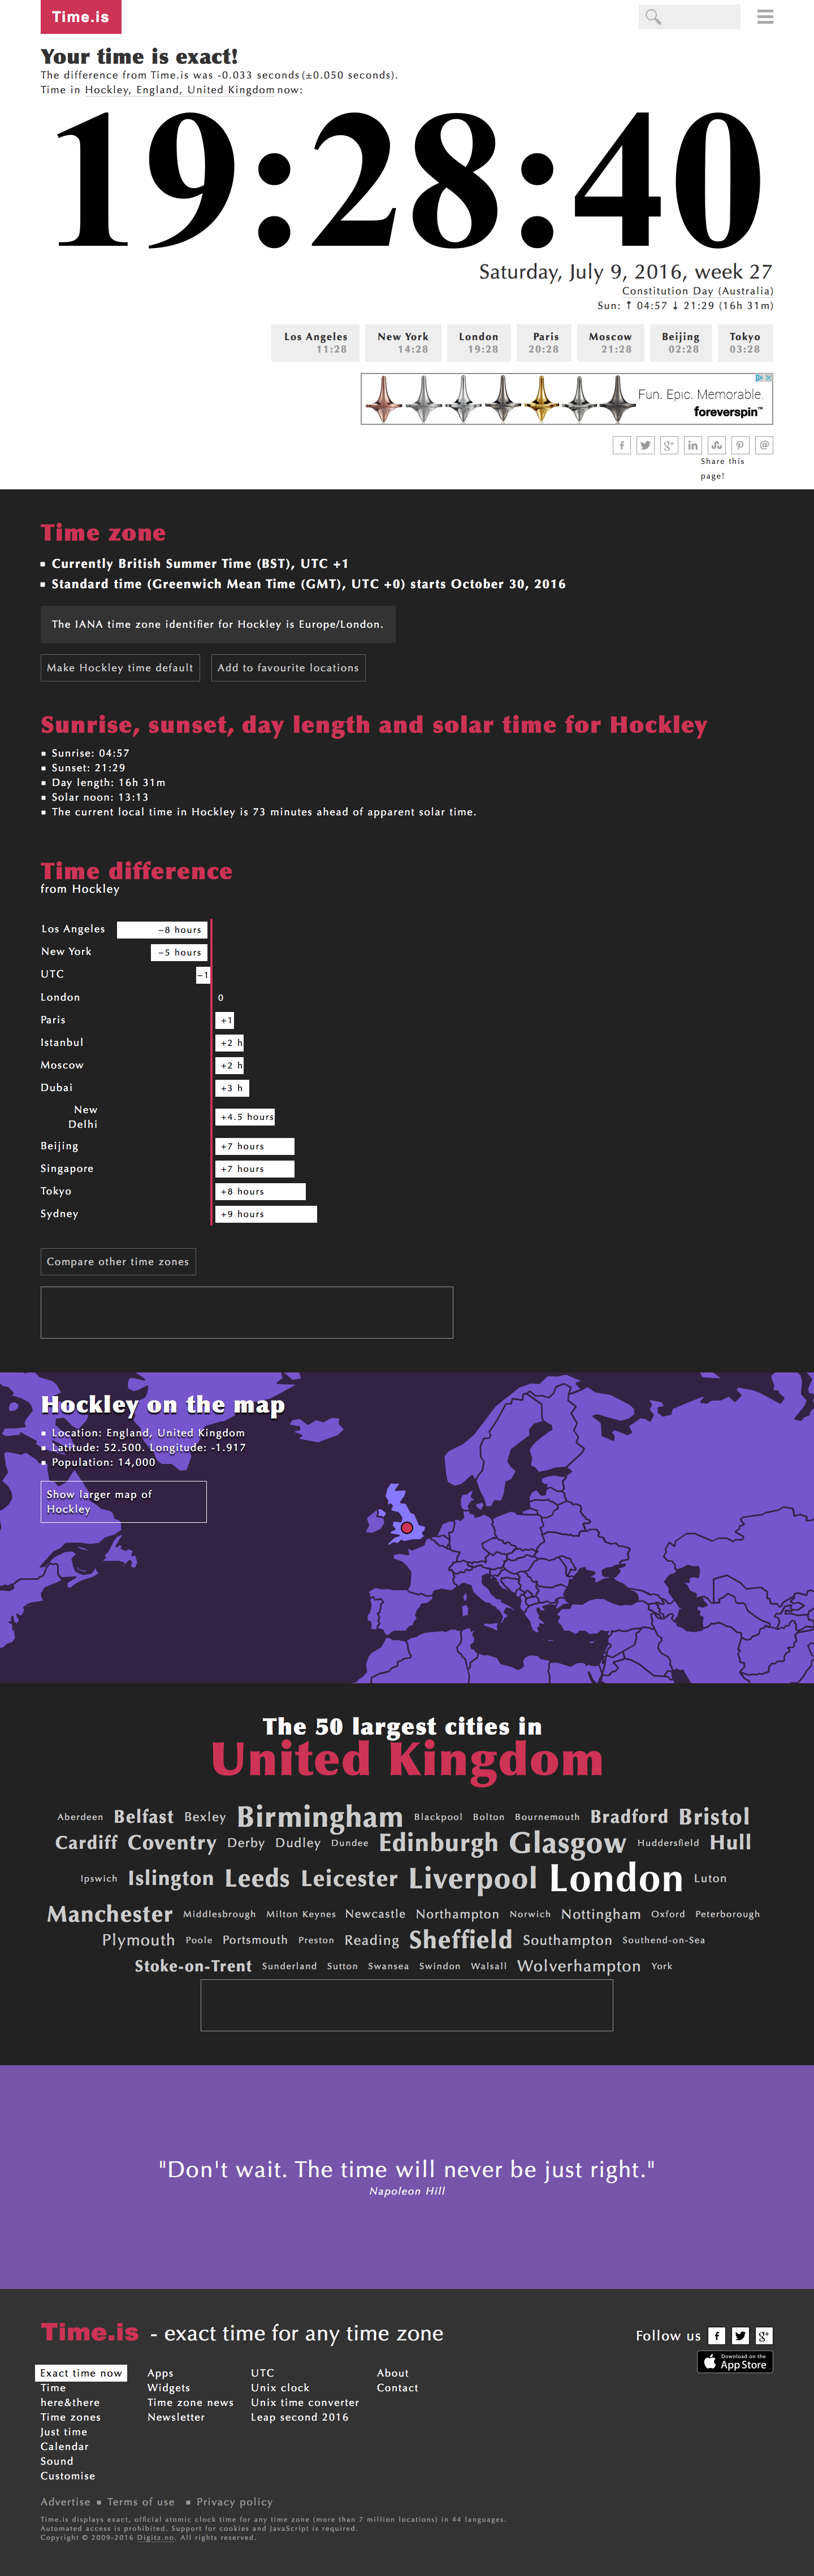 Time.is
Your time is exact!
The difference from Time.is was -0.033 seconds (±0.050 seconds).
Time in Hockley, England, United Kingdom now:
19:28:40
Saturday, July 9, 2016, week 27
Constitution Day (Australia)
Sun: ↑ 04:57 ↓ 21:29 (16h 31m)
Los Angeles New York London Paris Moscow Beijing Tokyo
11:28 14:28 19:28 20:28 21:28 02:28 03:28
Fun. Epic. Memorable.
foreverspin™
Share this
page!
Time zone
Currently British Summer Time (BST), UTC +1
Standard time (Greenwich Mean Time (GMT), UTC +0) starts October 30, 2016
The IANA time zone identifier for Hockley is Europe/London.
Make Hockley time default Add to favourite locations
Sunrise, sunset, day length and solar time for Hockley
Sunrise: 04:57
Sunset: 21:29
Day length: 16h 31m
Solar noon: 13:13
The current local time in Hockley is 73 minutes ahead of apparent solar time.
Time difference
from Hockley
Los Angeles −8 hours
New York −5 hours
UTC −1
London 0
Paris +1
Istanbul +2 h
Moscow +2 h
Dubai +3 h
New
Delhi +4.5 hours
Beijing +7 hours
Singapore +7 hours
Tokyo +8 hours
Sydney +9 hours
Compare other time zones
Hockley on the map
Location: England, United Kingdom
Latitude: 52.500. Longitude: -1.917
Population: 14,000
Show larger map of
Hockley
The 50 largest cities in
United Kingdom
Aberdeen Belfast Bexley Birmingham Blackpool Bolton Bournemouth Bradford Bristol
Cardiff Coventry Derby Dudley Dundee Edinburgh Glasgow Huddersfield Hull
Ipswich Islington Leeds Leicester Liverpool London Luton
Manchester Middlesbrough Milton Keynes Newcastle Northampton Norwich Nottingham Oxford Peterborough
Plymouth Poole Portsmouth Preston Reading Sheffield Southampton Southend-on-Sea
Stoke-on-Trent Sunderland Sutton Swansea Swindon Walsall Wolverhampton York
"Don't wait. The time will never be just right."
Napoleon Hill
Time.is - exact time for any time zone
Follow us
Download on the
App Store
Exact time now Apps UTC About
Time Widgets Unix clock Contact
here&there Time zone news Unix time converter
Time zones Newsletter Leap second 2016
Just time
Calendar
Sound
Customise
Advertise Terms of use Privacy policy
Time.is displays exact, official atomic clock time for any time zone (more than 7 million locations) in 44 languages.
Automated access is prohibited. Support for cookies and JavaScript is required.
Copyright © 2009-2016 Digitz.no. All rights reserved.